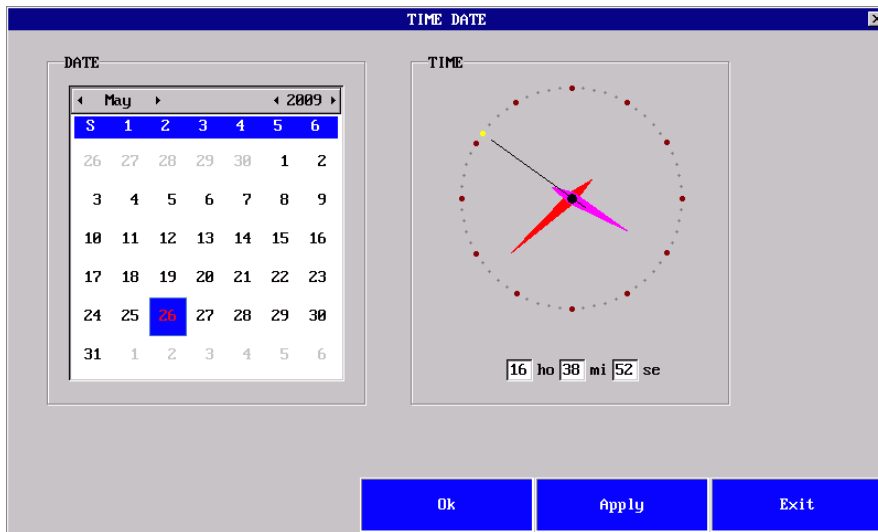 TIME DATE
DATE
May 2009
S 1 2 3 4 5 6
26 27 28 29 30 1 2
3 4 5 6 7 8 9
10 11 12 13 14 15 16
17 18 19 20 21 22 23
24 25 26 27 28 29 30
31 1 2 3 4 5 6
TIME
16 ho 38 mi 52 se
Ok Apply Exit